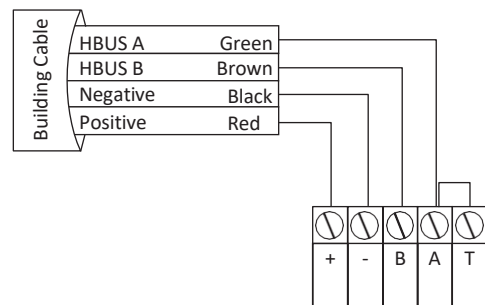 Building Cable
HBUS A Green
HBUS B Brown
Negative Black
Positive Red
+ - B A T